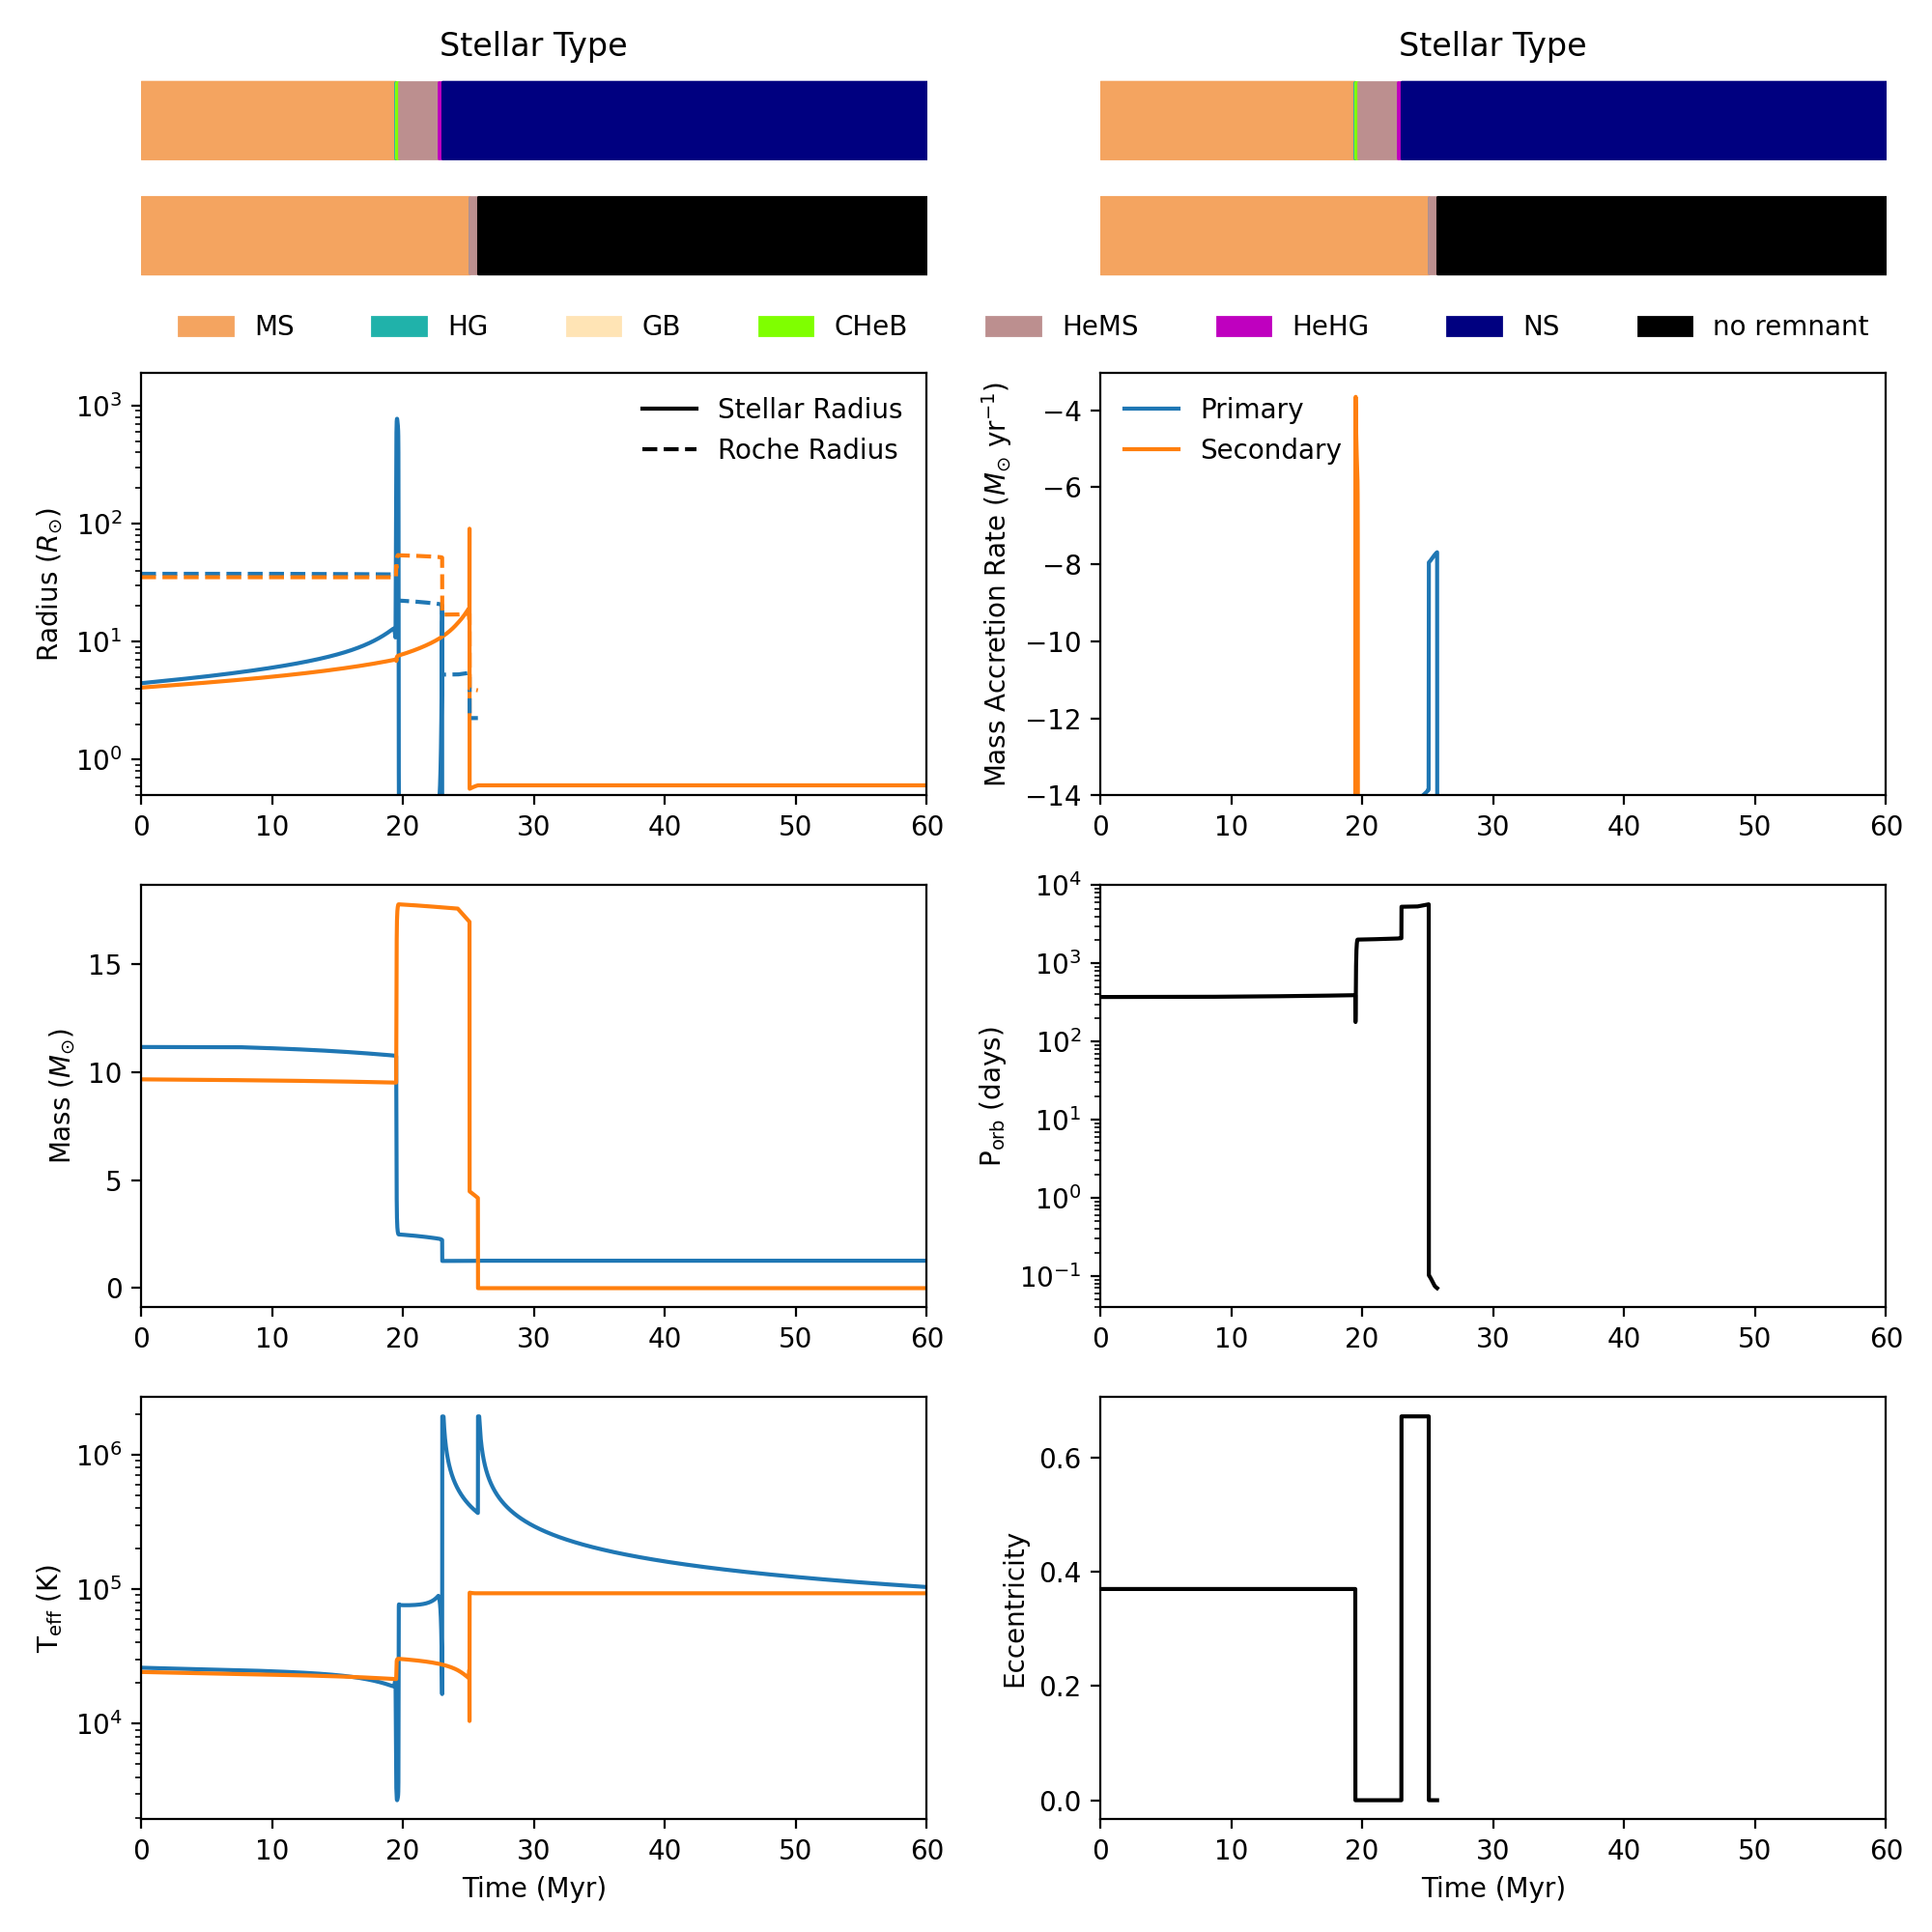 Stellar Type
Stellar Type
MS HG GB CHeB HeMS HeHG NS no remnant
Radius (R⊙)
10³
10²
10¹
10⁰
Stellar Radius
Roche Radius
0 10 20 30 40 50 60
Mass Accretion Rate (M⊙ yr⁻¹)
−4
−6
−8
−10
−12
−14
Primary
Secondary
0 10 20 30 40 50 60
Mass (M⊙)
15
10
5
0
0 10 20 30 40 50 60
P_orb (days)
10⁴
10³
10²
10¹
10⁰
10⁻¹
0 10 20 30 40 50 60
T_eff (K)
10⁶
10⁵
10⁴
0 10 20 30 40 50 60
Time (Myr)
Eccentricity
0.6
0.4
0.2
0.0
0 10 20 30 40 50 60
Time (Myr)